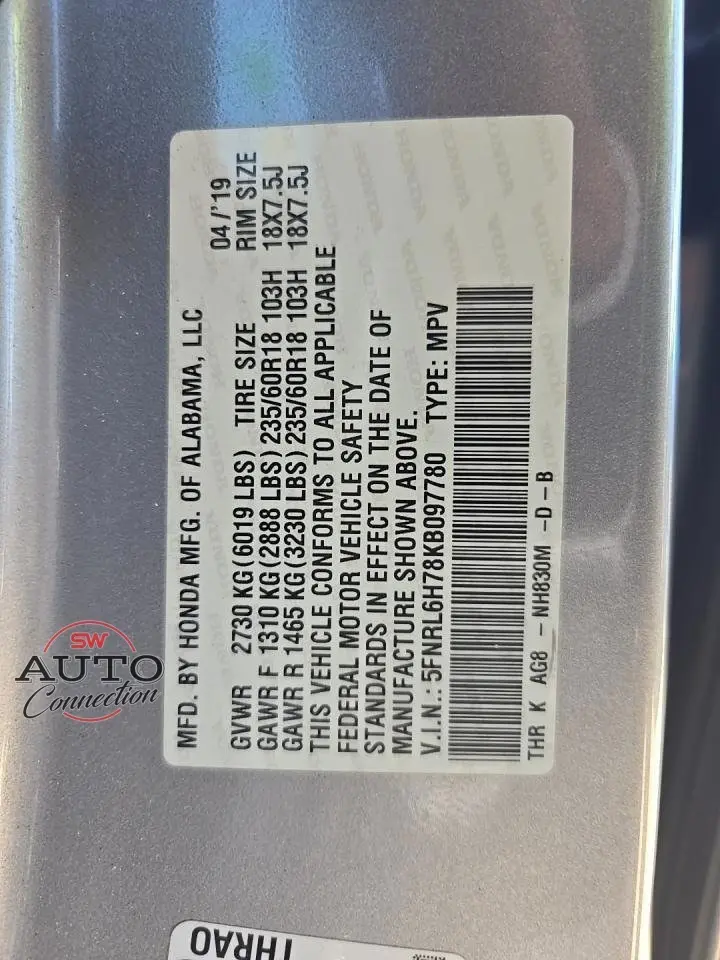 MFD. BY HONDA MFG. OF ALABAMA, LLC 04/'19
GVWR 2730 KG(6019 LBS) TIRE SIZE RIM SIZE
GAWR F 1310 KG(2888 LBS)235/60R18 103H 18X7.5J
GAWR R 1465 KG(3230 LBS)235/60R18 103H 18X7.5J
THIS VEHICLE CONFORMS TO ALL APPLICABLE
FEDERAL MOTOR VEHICLE SAFETY
STANDARDS IN EFFECT ON THE DATE OF
MANUFACTURE SHOWN ABOVE.
V.I.N.:5FNRL6H78KB097780 TYPE: MPV
THR K AG8 - NH830M -D-B
SW
AUTO
Connection
THRAO